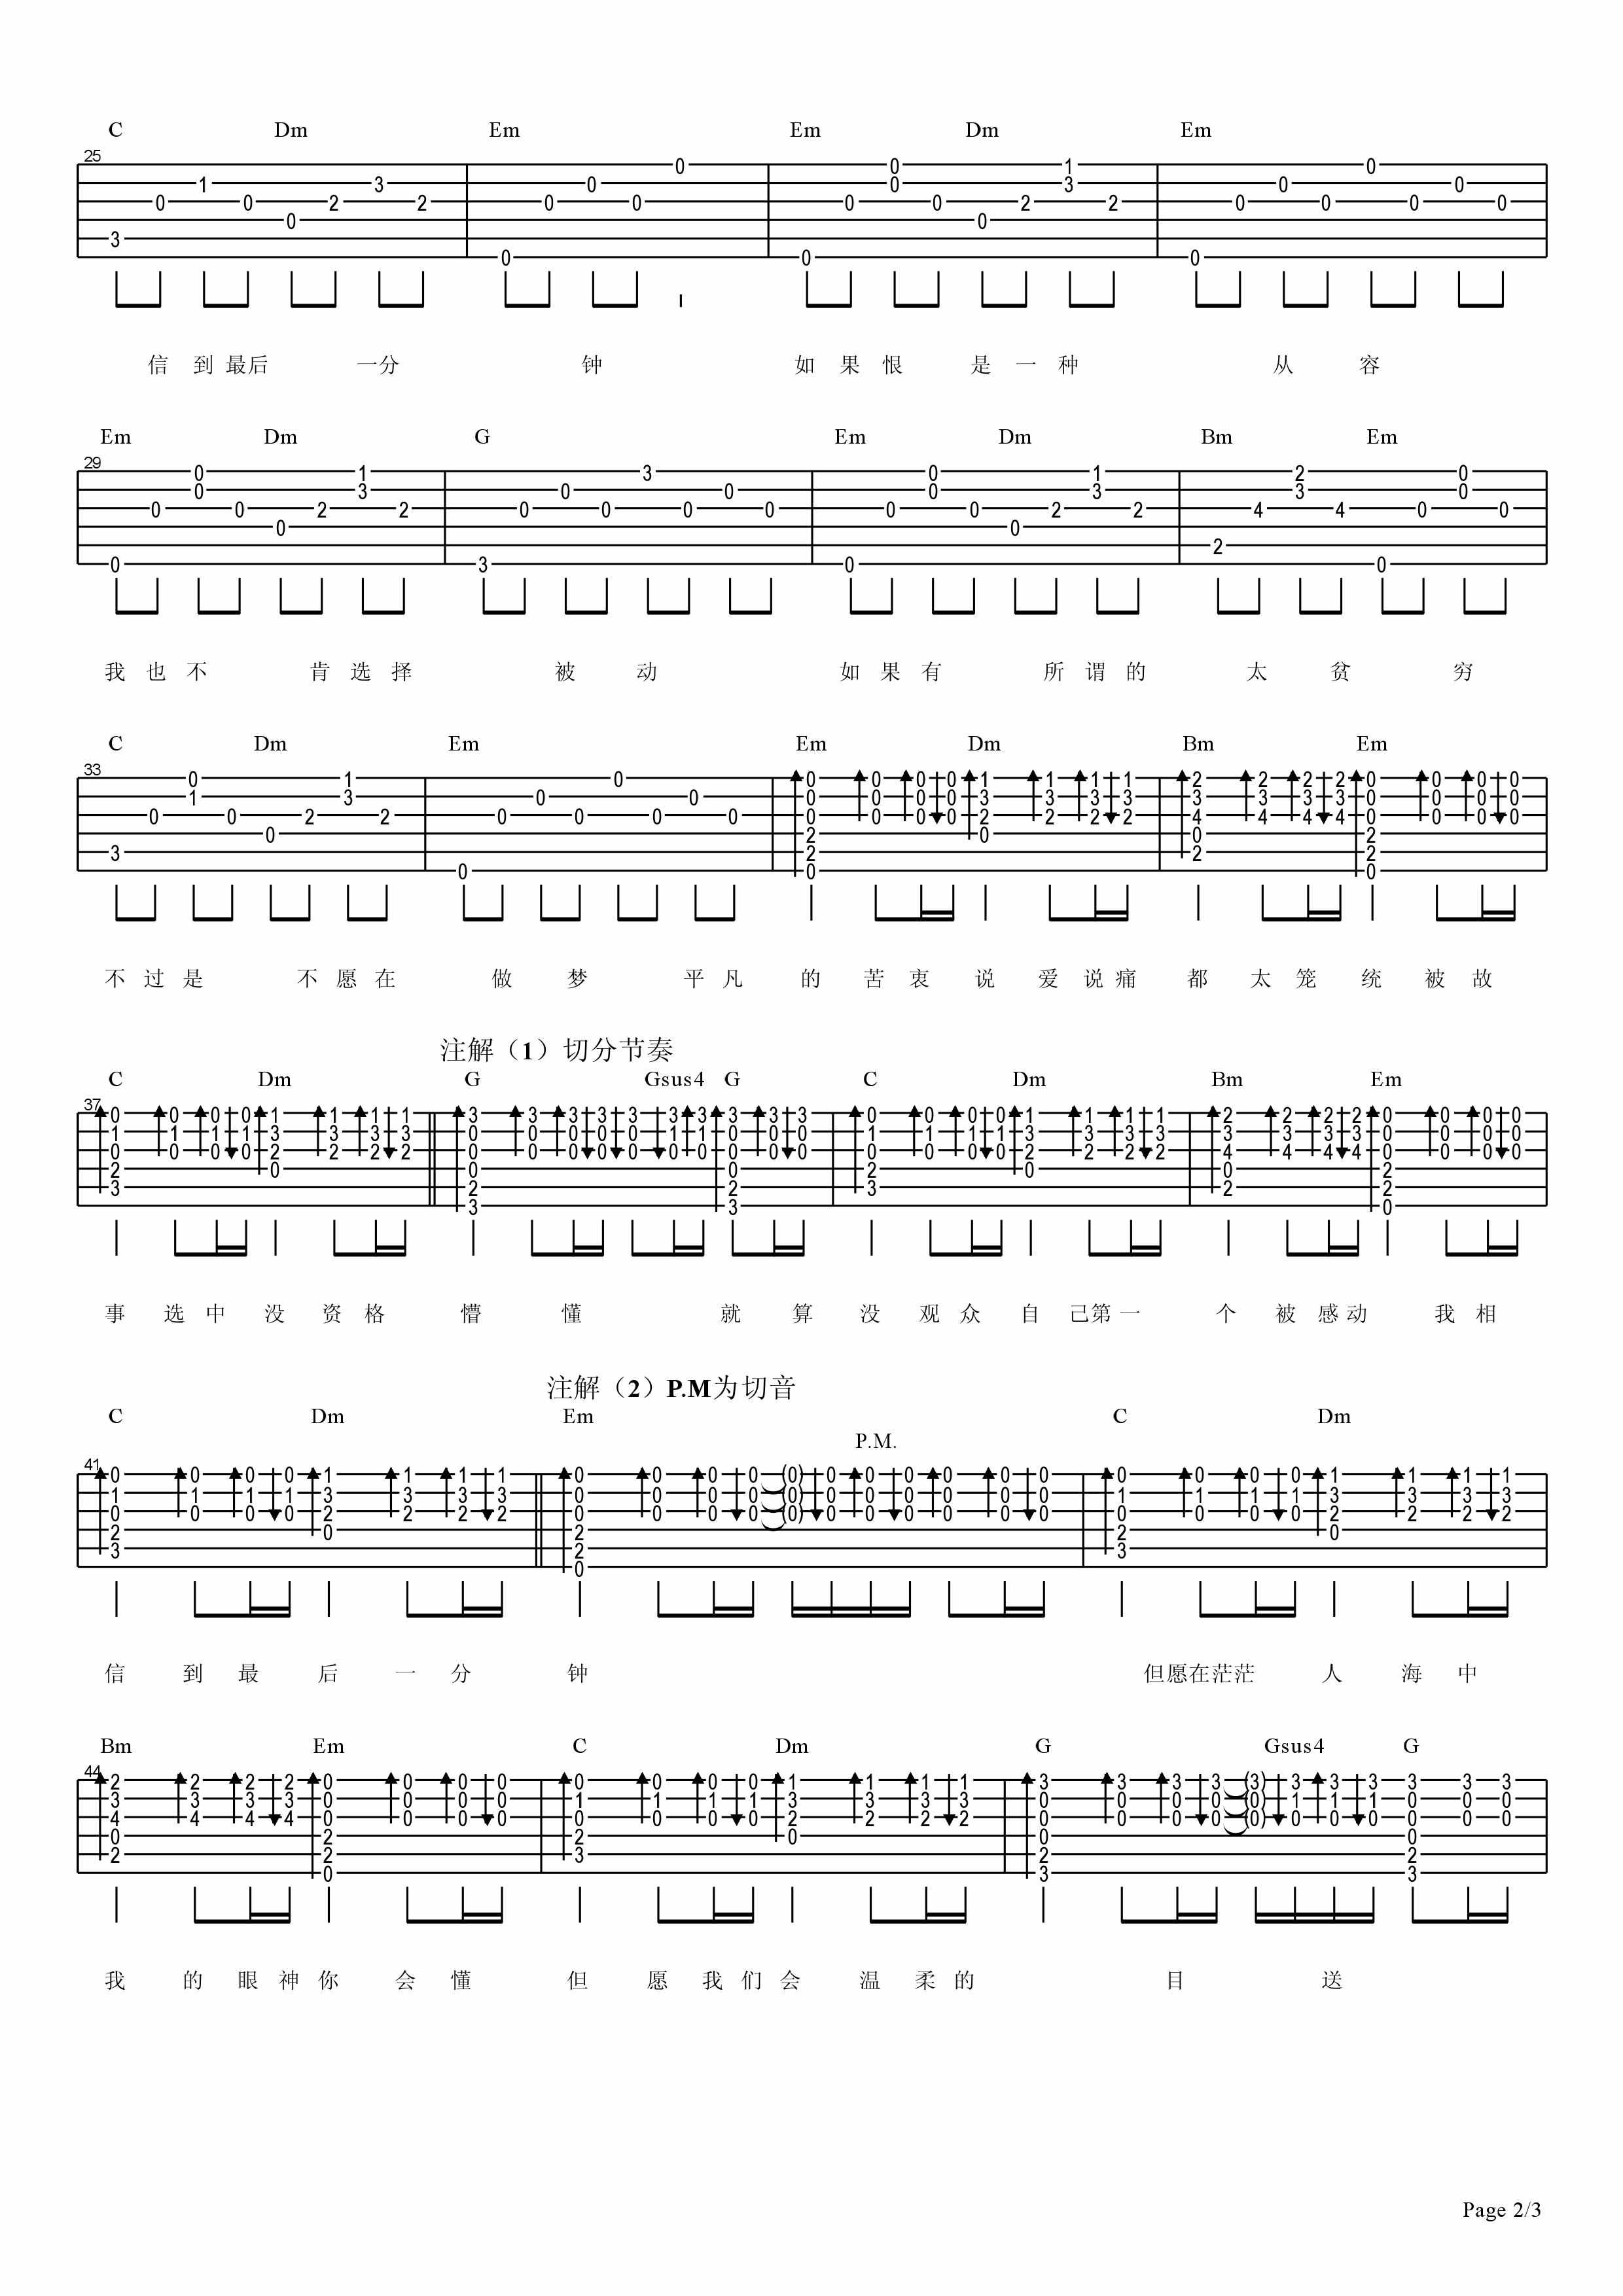 C Dm Em Em Dm Em
25
信 到 最后 一分 钟 如 果 恨 是 一 种 从 容
Em Dm G Em Dm Bm Em
29
我 也 不 肯 选 择 被 动 如 果 有 所 谓 的 太 贫 穷
C Dm Em Em Dm Bm Em
33
不 过 是 不 愿 在 做 梦 平 凡 的 苦 衷 说 爱 说 痛 都 太 笼 统 被 故
注解（1）切分节奏
C Dm G Gsus4 G C Dm Bm Em
37
事 选 中 没 资 格 懵 懂 就 算 没 观 众 自 己第一 个 被 感 动 我 相
注解（2）P.M为切音
C Dm Em C Dm
P.M.
41
信 到 最 后 一 分 钟 但愿在茫茫 人 海 中
Bm Em C Dm G Gsus4 G
44
我 的 眼 神 你 会 懂 但 愿 我 们 会 温 柔 的 目 送
Page 2/3